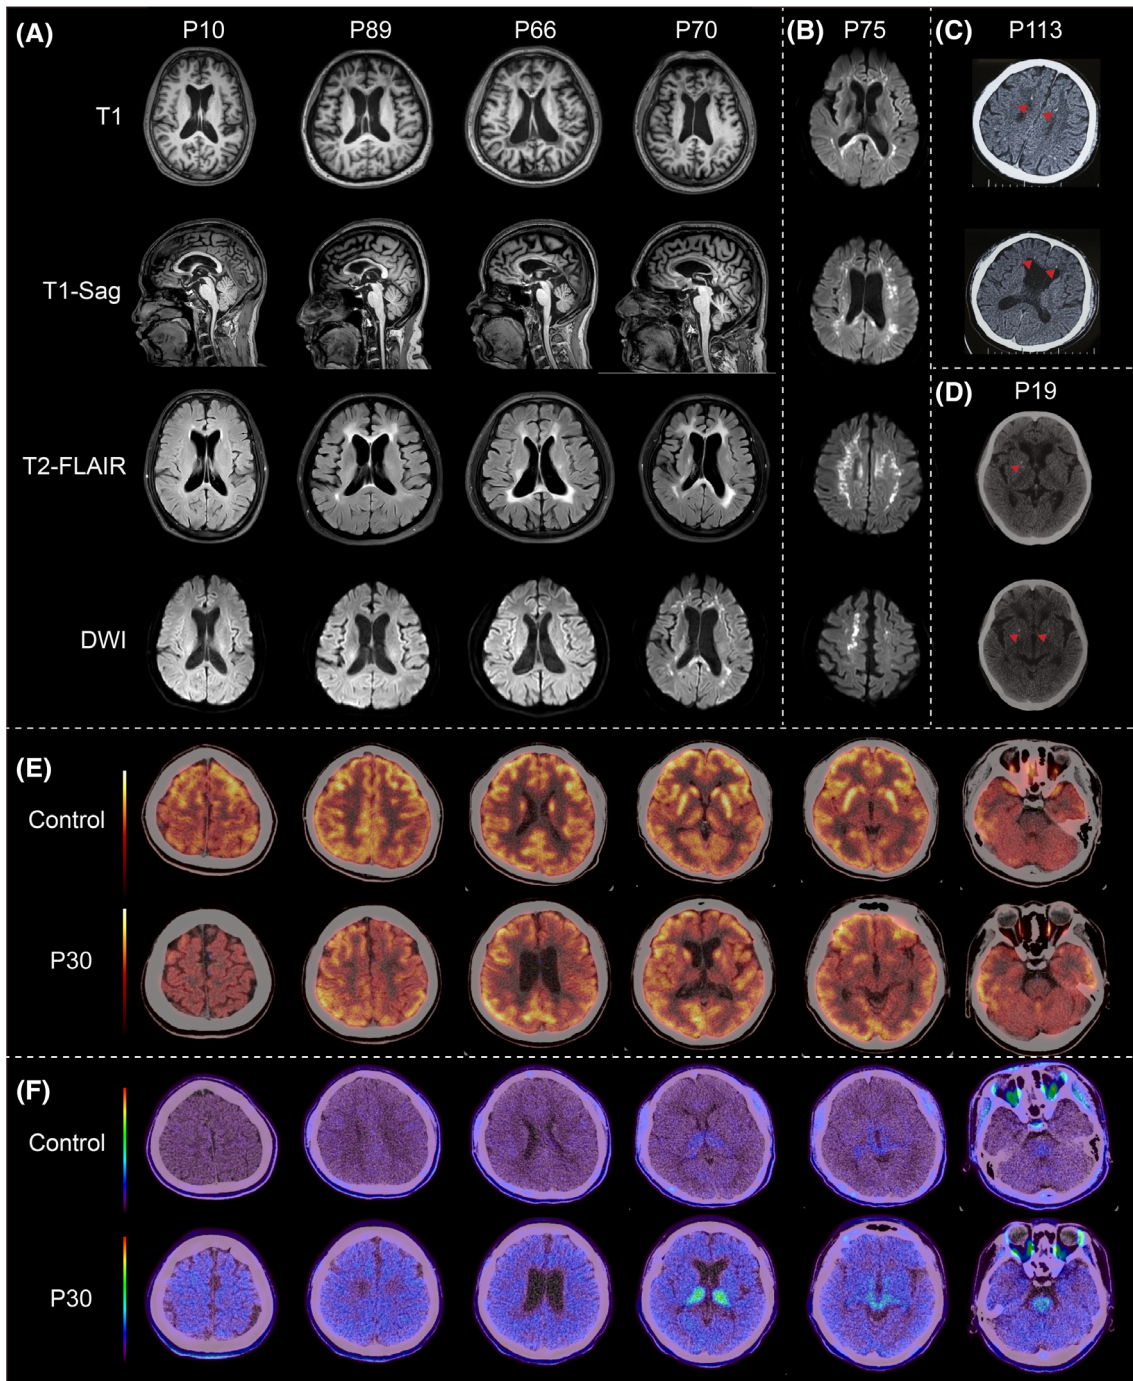 (A) P10 P89 P66 P70 (B) P75 (C) P113
T1
T1-Sag
T2-FLAIR
(D) P19
DWI
(E)
Control
P30
(F)
Control
P30